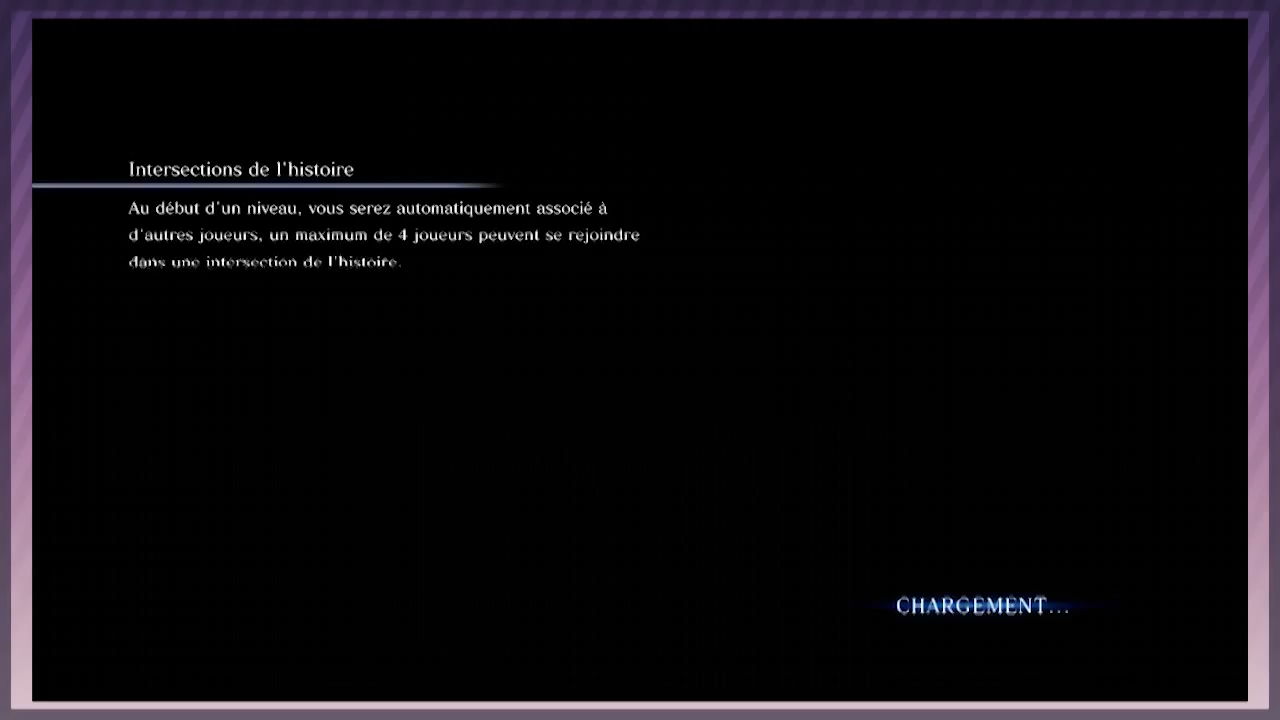 Intersections de l'histoire
Au début d'un niveau, vous serez automatiquement associé à
d'autres joueurs, un maximum de 4 joueurs peuvent se rejoindre
dans une intersection de l'histoire.
CHARGEMENT...